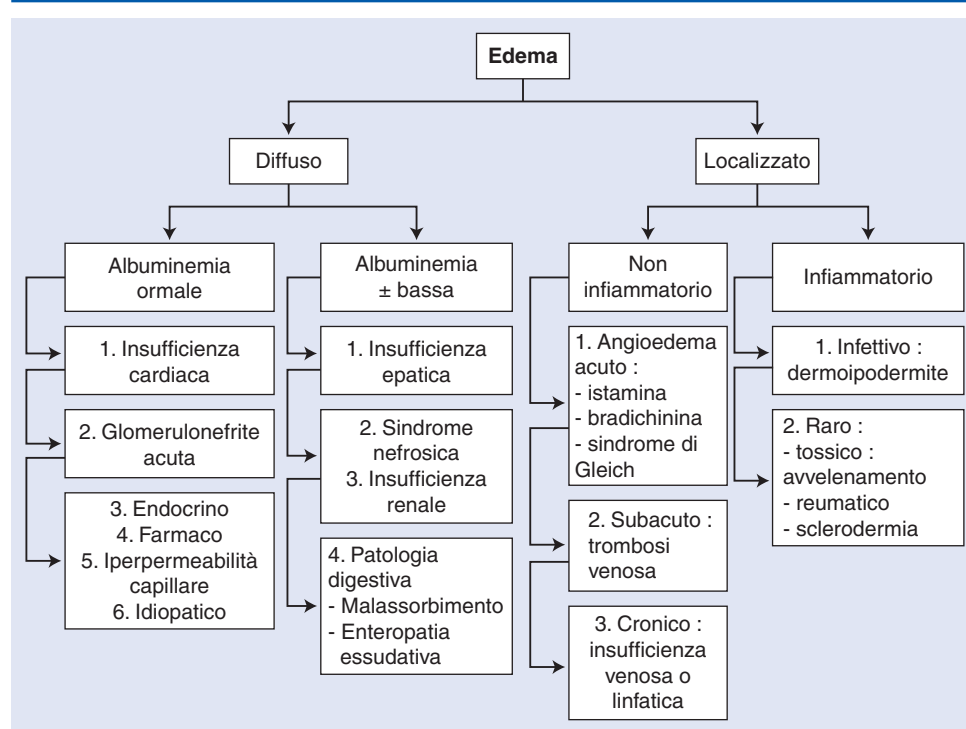 Edema
Diffuso
Localizzato
Albuminemia
ormale
Albuminemia
± bassa
Non
infiammatorio
Infiammatorio
1. Insufficienza
cardiaca
1. Insufficienza
epatica
1. Angioedema
acuto :
- istamina
- bradichinina
- sindrome di
Gleich
1. Infettivo :
dermoipodermite
2. Glomerulonefrite
acuta
2. Sindrome
nefrosica
3. Insufficienza
renale
2. Raro :
- tossico :
avvelenamento
- reumatico
- sclerodermia
3. Endocrino
4. Farmaco
5. Iperpermeabilità
capillare
6. Idiopatico
4. Patologia
digestiva
- Malassorbimento
- Enteropatia
essudativa
2. Subacuto :
trombosi
venosa
3. Cronico :
insufficienza
venosa o
linfatica